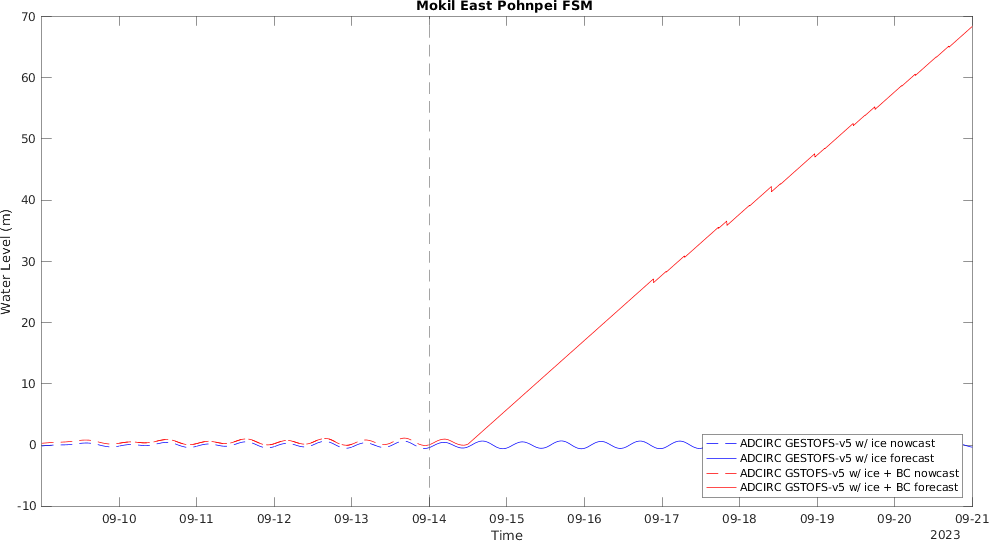 Mokil East Pohnpei FSM
70
60
50
40
30
20
10
0
-10
Water Level (m)
09-10 09-11 09-12 09-13 09-14 09-15 09-16 09-17 09-18 09-19 09-20 09-21
Time
2023
ADCIRC GESTOFS-v5 w/ ice nowcast
ADCIRC GESTOFS-v5 w/ ice forecast
ADCIRC GSTOFS-v5 w/ ice + BC nowcast
ADCIRC GSTOFS-v5 w/ ice + BC forecast